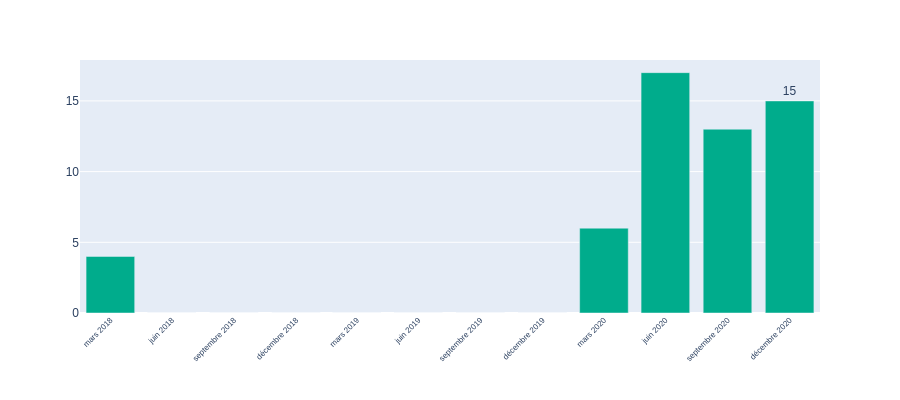 15
15
10
5
0
mars 2018
juin 2018
septembre 2018
décembre 2018
mars 2019
juin 2019
septembre 2019
décembre 2019
mars 2020
juin 2020
septembre 2020
décembre 2020